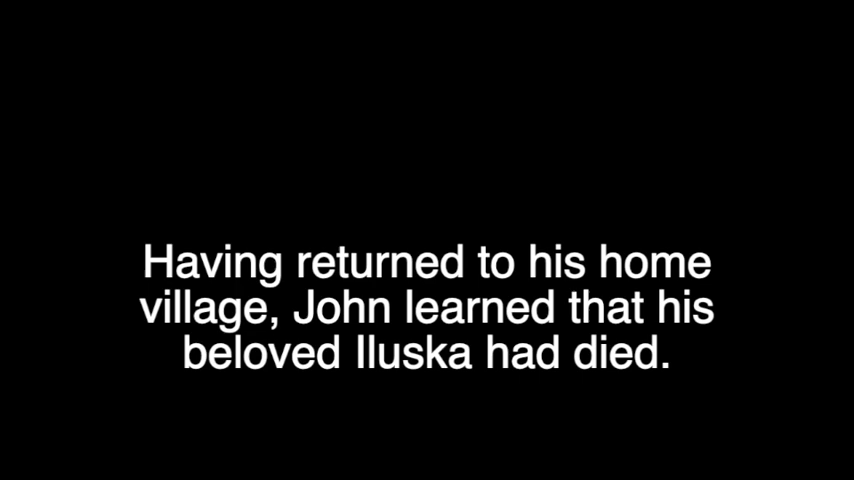 Having returned to his home
village, John learned that his
beloved Iluska had died.